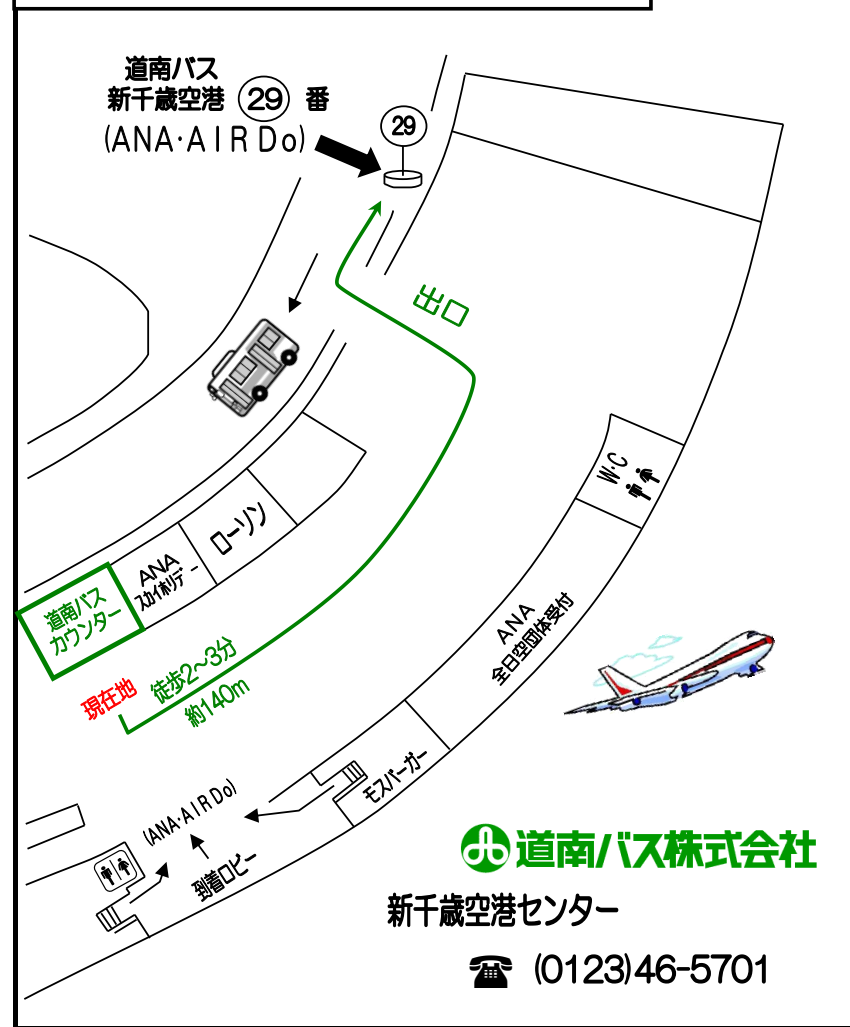 道南バス
新千歳空港 29 番
(ANA·AIR Do)
29
出口
W·C
ローソン
ANA
スカイホリデー
道南バス
カウンター
ANA
全日空団体受付
現在地
徒歩2~3分
約140m
モスバーガー
(ANA·AIR Do)
到着ロビー
道南バス株式会社
新千歳空港センター
☎ (0123)46-5701